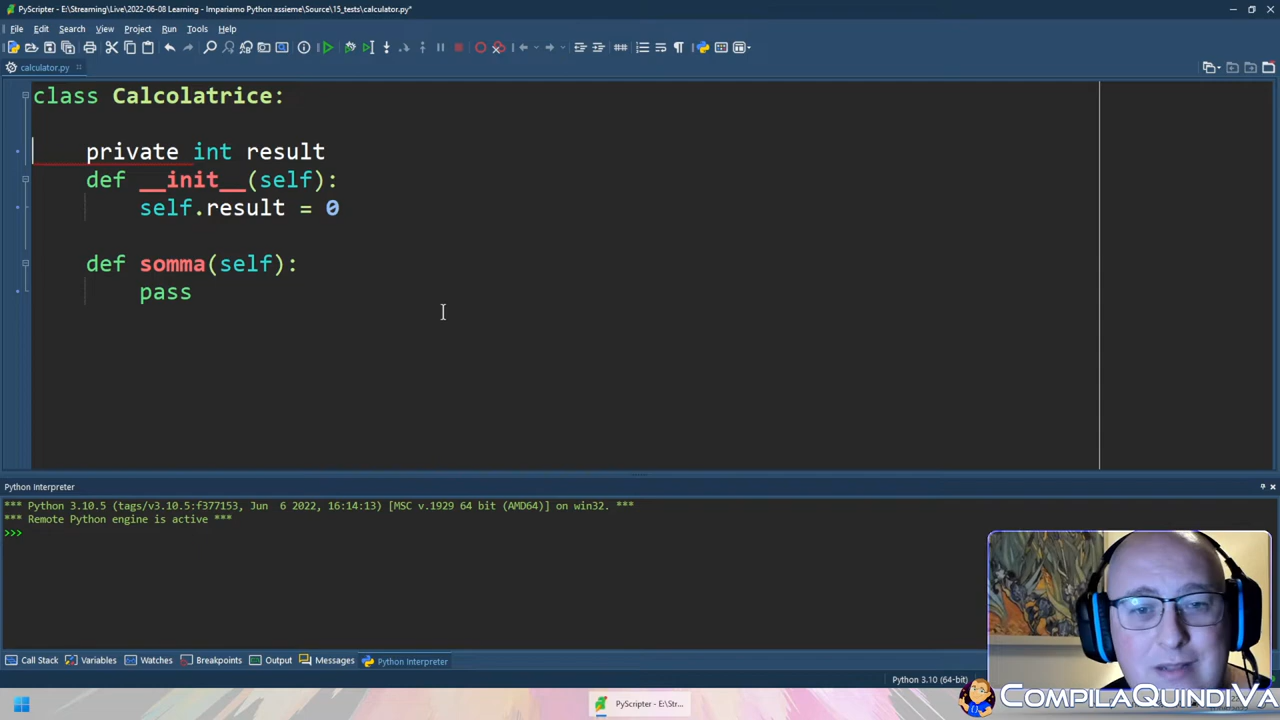 PyScripter - E:\Streaming\Live\2022-06-08 Learning - Impariamo Python assieme\Source\15_tests\calculator.py*
File Edit Search View Project Run Tools Help
calculator.py
class Calcolatrice:
private int result
def __init__(self):
self.result = 0
def somma(self):
pass
Python Interpreter
*** Python 3.10.5 (tags/v3.10.5:f377153, Jun 6 2022, 16:14:13) [MSC v.1929 64 bit (AMD64)] on win32. ***
*** Remote Python engine is active ***
>>>
Call Stack Variables Watches Breakpoints Output Messages Python Interpreter
Python 3.10 (64-bit)
COMPILAQUINDIVA
PyScripter - E:\Stre...